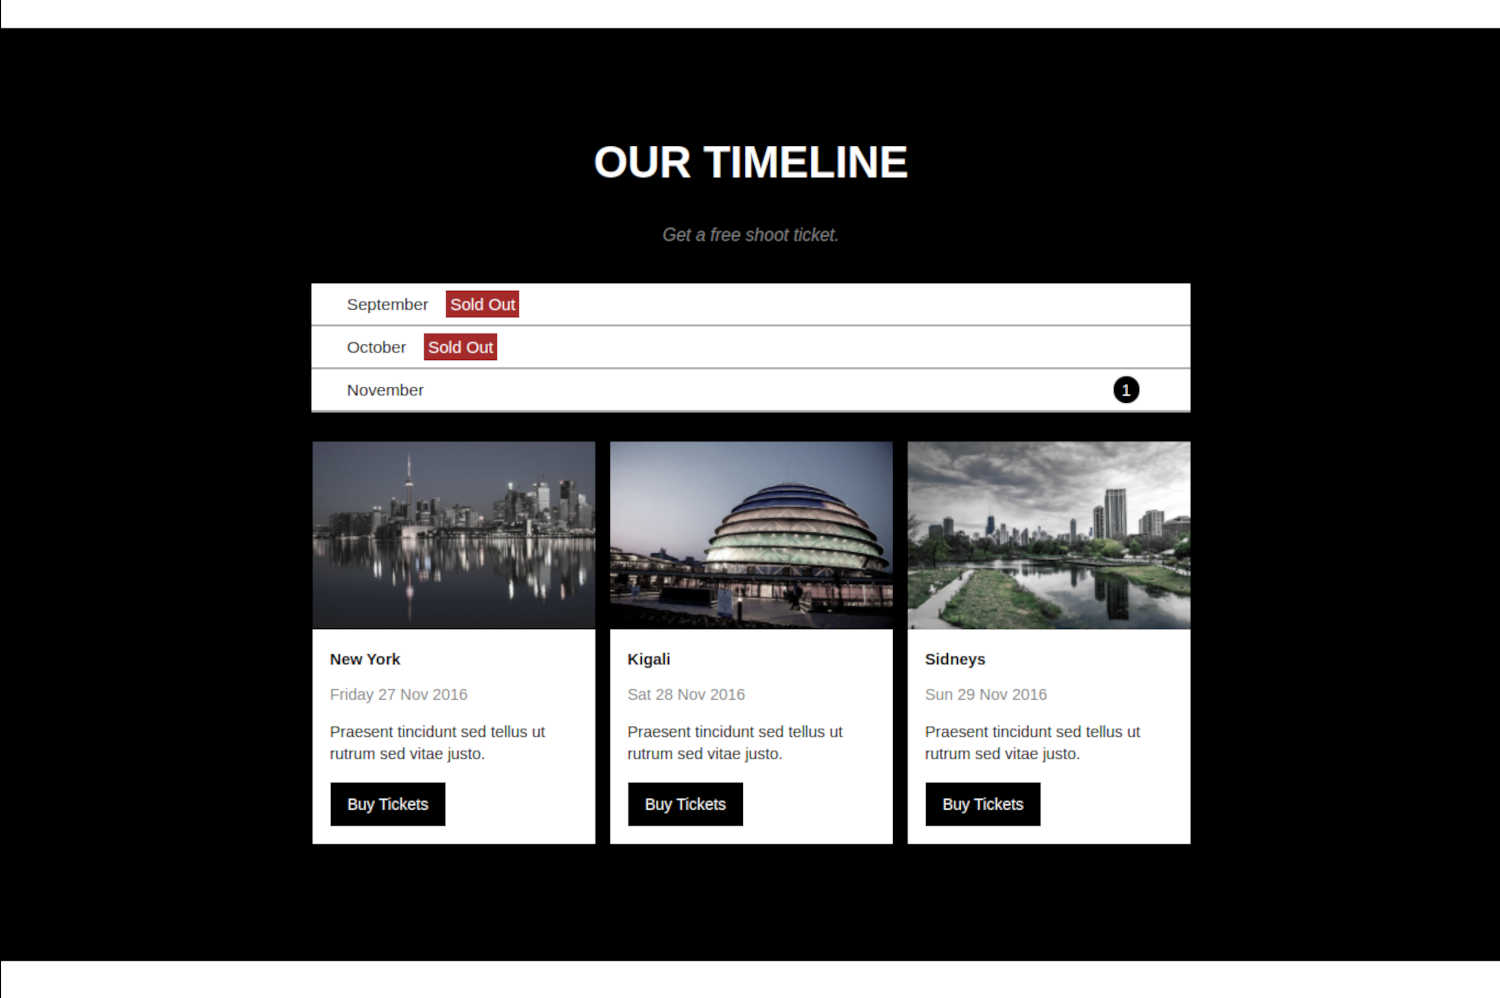 OUR TIMELINE
Get a free shoot ticket.
September Sold Out
October Sold Out
November 1
New York
Friday 27 Nov 2016
Praesent tincidunt sed tellus ut
rutrum sed vitae justo.
Buy Tickets
Kigali
Sat 28 Nov 2016
Praesent tincidunt sed tellus ut
rutrum sed vitae justo.
Buy Tickets
Sidneys
Sun 29 Nov 2016
Praesent tincidunt sed tellus ut
rutrum sed vitae justo.
Buy Tickets